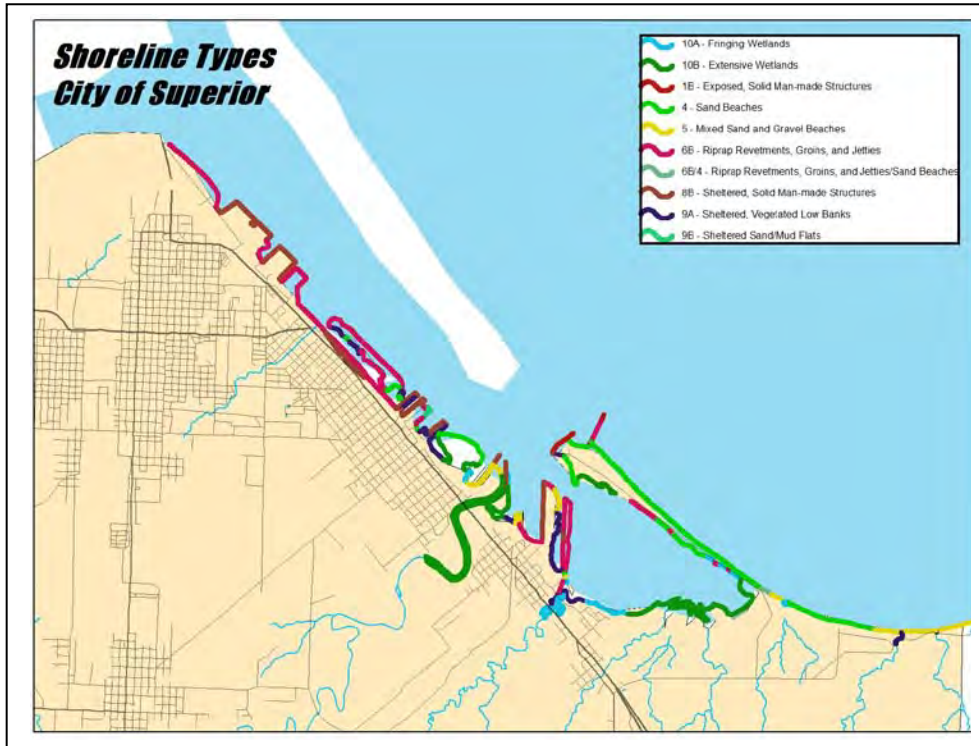 Shoreline Types
City of Superior
10A - Fringing Wetlands
10B - Extensive Wetlands
1B - Exposed, Solid Man-made Structures
4 - Sand Beaches
5 - Mixed Sand and Gravel Beaches
6B - Riprap Revetments, Groins, and Jetties
6B/4 - Riprap Revetments, Groins, and Jetties/Sand Beaches
8B - Sheltered, Solid Man-made Structures
9A - Sheltered, Vegetated Low Banks
9B - Sheltered Sand/Mud Flats